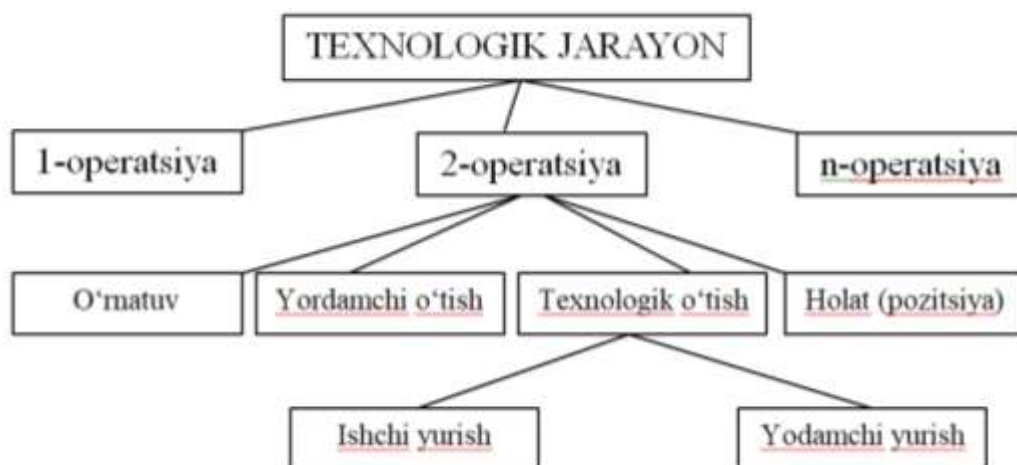 TEXNOLOGIK JARAYON
1-operatsiya
2-operatsiya
n-operatsiya
O‘rnatuv
Yordamchi o‘tish
Texnologik o‘tish
Holat (pozitsiya)
Ishchi yurish
Yodamchi yurish